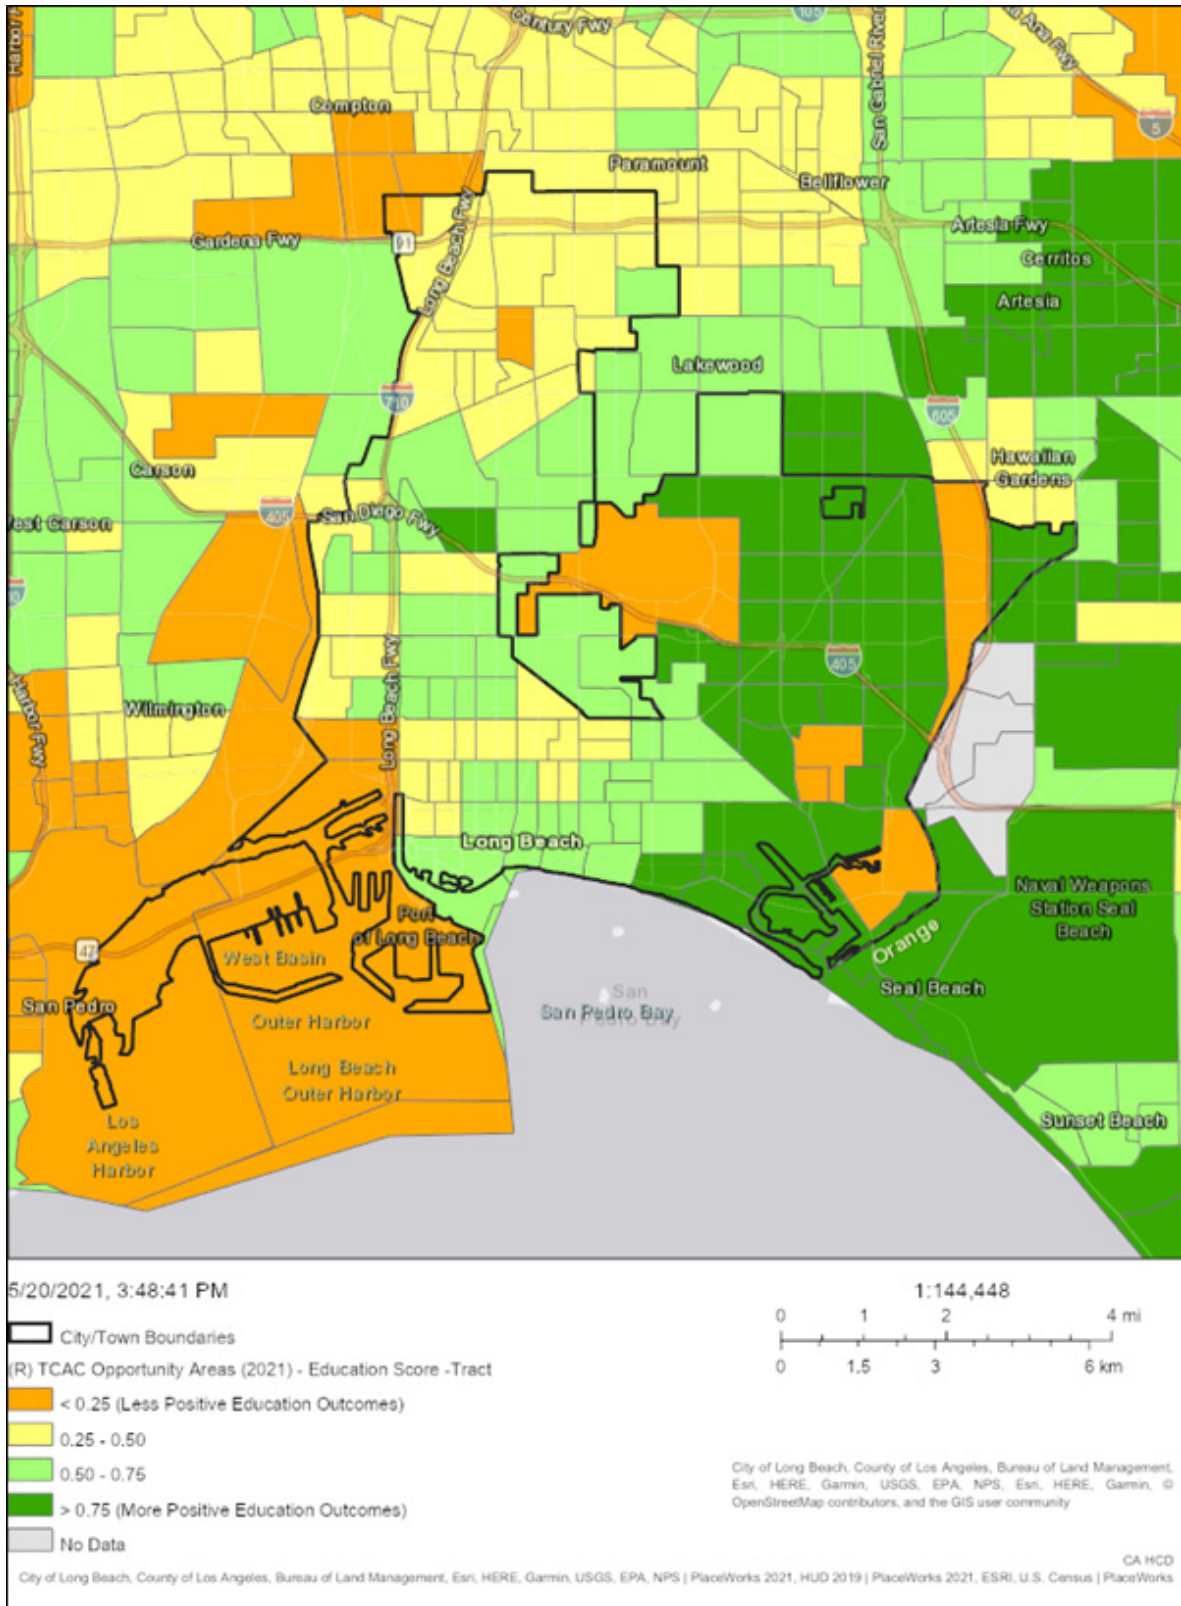 Century Fwy
105
Harbor F
San Gabriel River
Ana Area Fwy
5
Compton
Paramount
Bellflower
Long Beach Fwy
Gardena Fwy
91
Artesia Fwy
Cerritos
Artesia
Lakewood
710
605
Carson
Hawaiian
Gardens
405
San Diego Fwy
est Carson
Long Beach Fwy
405
Harbor Fwy
Wilmington
Long Beach
Naval Weapons
Station Seal
Beach
Port
of Long Beach
Orange
47
West Basin
San Pedro
Seal Beach
San
San Pedro Bay
Outer Harbor
Long Beach
Outer Harbor
Los
Angeles
Harbor
Sunset Beach
5/20/2021, 3:48:41 PM
1:144,448
0 1 2 4 mi
0 1.5 3 6 km
City/Town Boundaries
(R) TCAC Opportunity Areas (2021) - Education Score -Tract
< 0.25 (Less Positive Education Outcomes)
0.25 - 0.50
0.50 - 0.75
> 0.75 (More Positive Education Outcomes)
No Data
City of Long Beach, County of Los Angeles, Bureau of Land Management,
Esri, HERE, Garmin, USGS, EPA, NPS, Esri, HERE, Garmin, ©
OpenStreetMap contributors, and the GIS user community
CA HCD
City of Long Beach, County of Los Angeles, Bureau of Land Management, Esri, HERE, Garmin, USGS, EPA, NPS | PlaceWorks 2021, HUD 2019 | PlaceWorks 2021, ESRI, U.S. Census | PlaceWorks